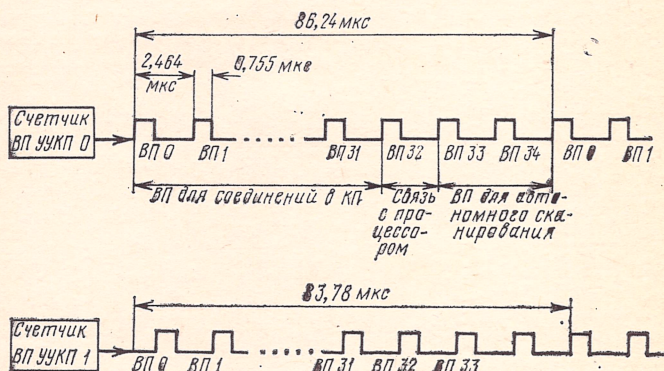 86,24 мкс
2,464
мкс
0,755 мкс
Счетчик
ВП УУКП 0
ВП 0
ВП 1
ВП 31
ВП 32
ВП 33
ВП 34
ВП 0
ВП 1
ВП для соединений в КП
Связь
с про-
цессо-
ром
ВП для авто-
номного ска-
нирования
83,78 мкс
Счетчик
ВП УУКП 1
ВП 0
ВП 1
ВП 31
ВП 32
ВП 33